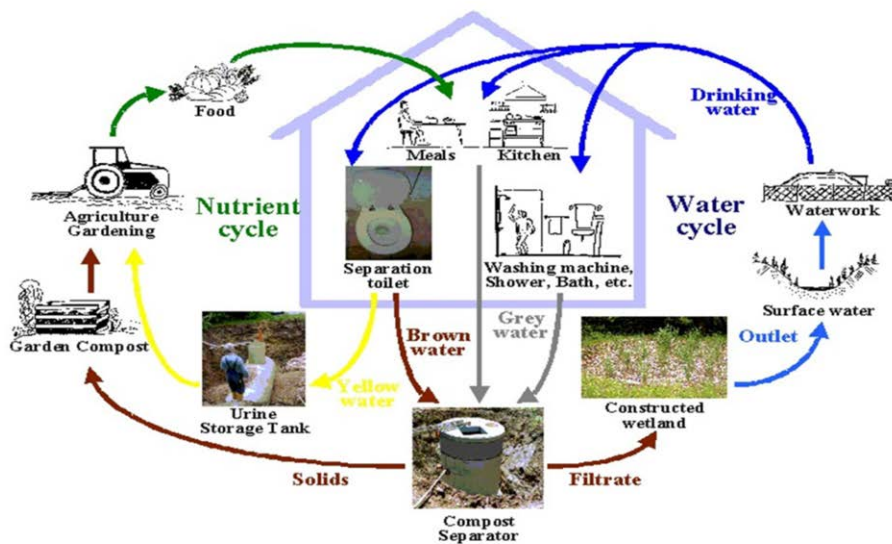 Food
Drinking
water
Meals
Kitchen
Agriculture
Gardening
Nutrient
cycle
Water
cycle
Waterwork
Separation
toilet
Washing machine,
Shower, Bath, etc.
Surface water
Garden Compost
Brown
water
Grey
water
Outlet
Yellow
water
Urine
Storage Tank
Constructed
wetland
Solids
Filtrate
Compost
Separator